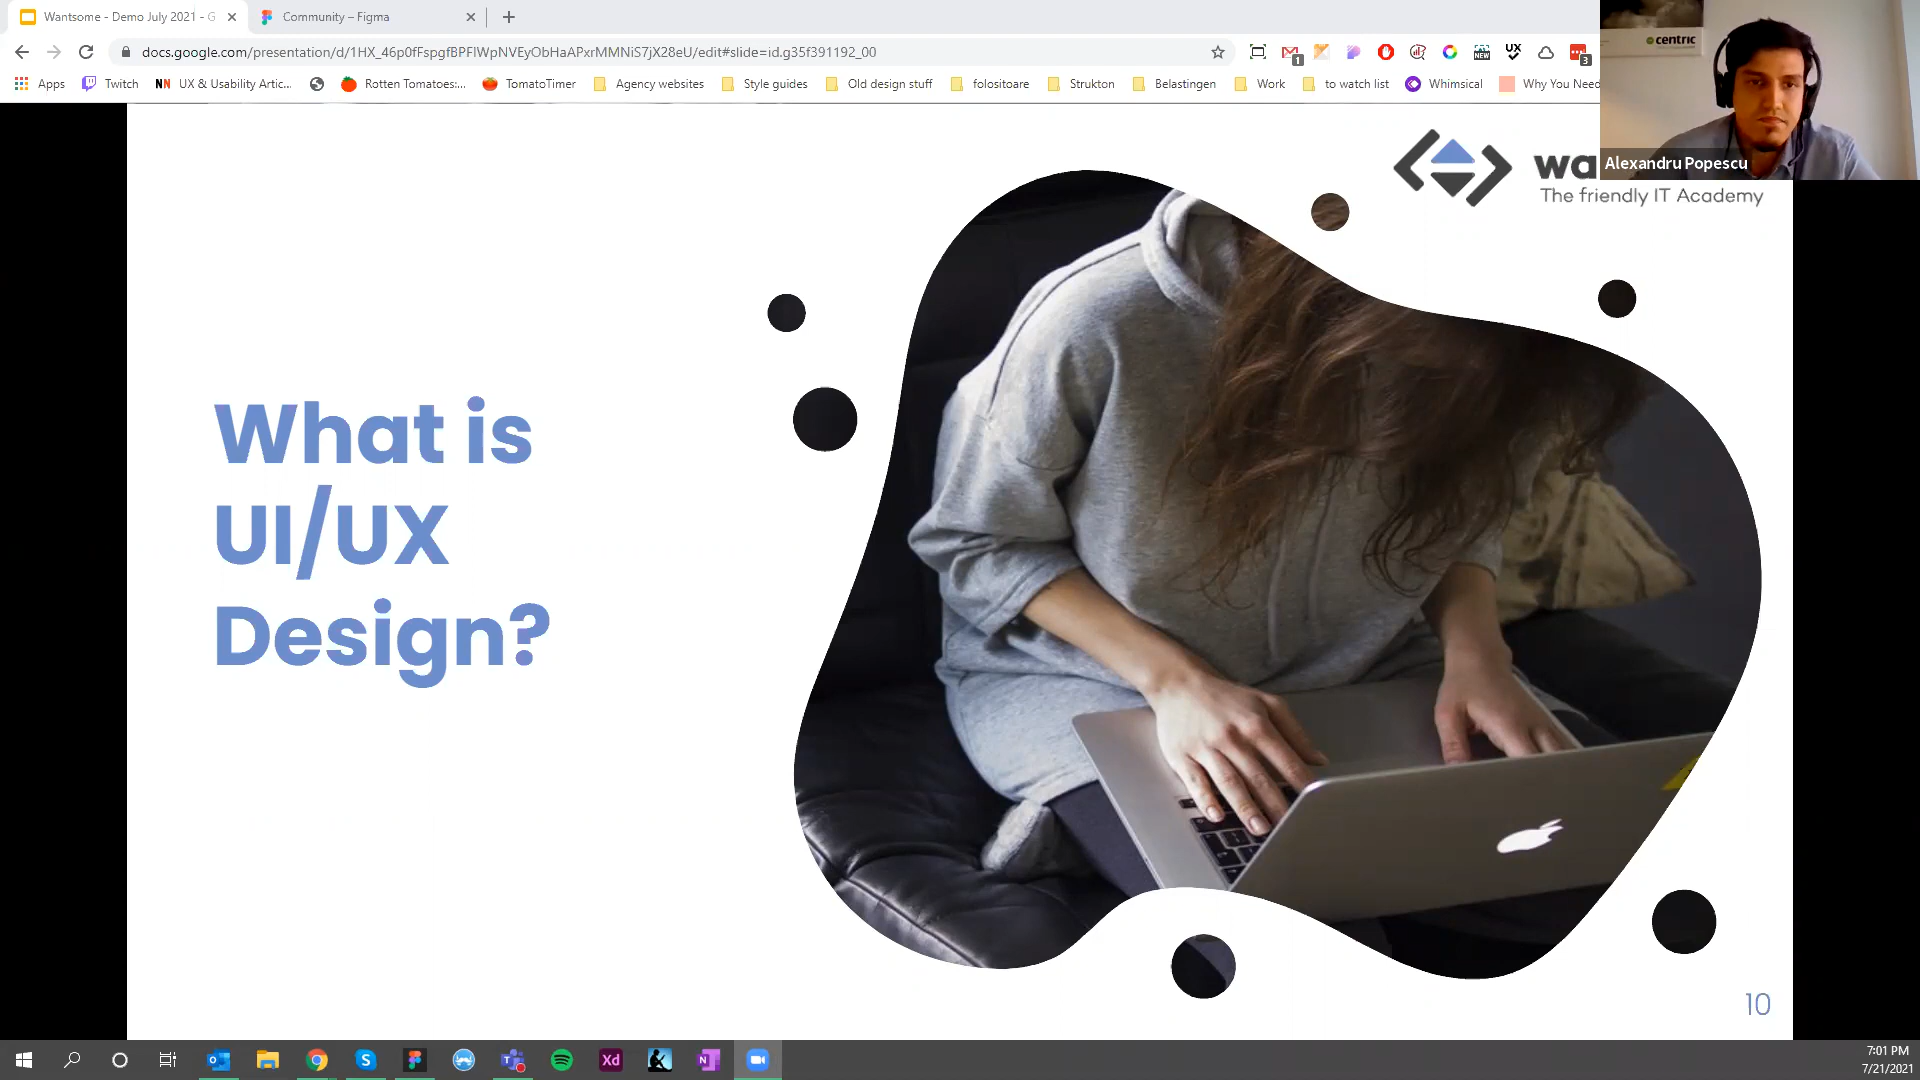 Wantsome - Demo July 2021 - G
Community – Figma
docs.google.com/presentation/d/1HX_46p0fFspgfBPFlWpNVEyObHaAPxrMMNiS7jX28eU/edit#slide=id.g35f391192_00
Apps
Twitch
UX & Usability Artic...
Rotten Tomatoes:...
TomatoTimer
Agency websites
Style guides
Old design stuff
folositoare
Strukton
Belastingen
Work
to watch list
Whimsical
Why You Need
centric
Alexandru Popescu
wa
The friendly IT Academy
What is
UI/UX
Design?
10
7:01 PM
7/21/2021